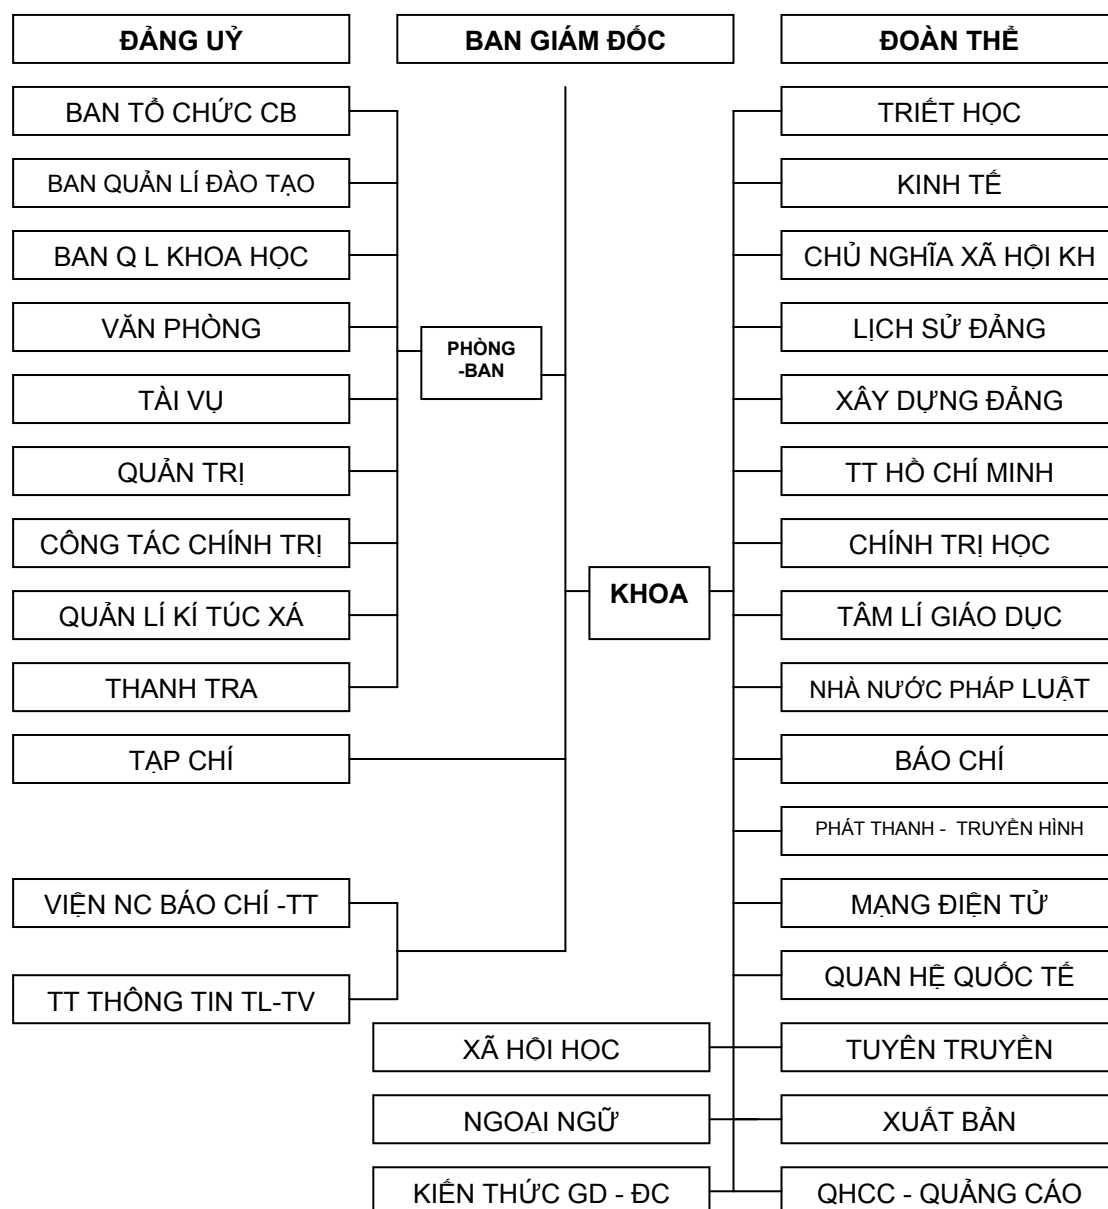 ĐẢNG UỶ
BAN GIÁM ĐỐC
ĐOÀN THỂ
BAN TỔ CHỨC CB
TRIẾT HỌC
BAN QUẢN LÍ ĐÀO TẠO
KINH TẾ
BAN Q L KHOA HỌC
CHỦ NGHĨA XÃ HỘI KH
VĂN PHÒNG
PHÒNG
-BAN
LỊCH SỬ ĐẢNG
TÀI VỤ
XÂY DỰNG ĐẢNG
QUẢN TRỊ
TT HỒ CHÍ MINH
CÔNG TÁC CHÍNH TRỊ
CHÍNH TRỊ HỌC
QUẢN LÍ KÍ TÚC XÁ
KHOA
TÂM LÍ GIÁO DỤC
THANH TRA
NHÀ NƯỚC PHÁP LUẬT
TẠP CHÍ
BÁO CHÍ
PHÁT THANH - TRUYỀN HÌNH
VIỆN NC BÁO CHÍ -TT
MẠNG ĐIỆN TỬ
TT THÔNG TIN TL-TV
QUAN HỆ QUỐC TẾ
XÃ HỘI HỌC
TUYÊN TRUYỀN
NGOẠI NGỮ
XUẤT BẢN
KIẾN THỨC GD - ĐC
QHCC - QUẢNG CÁO